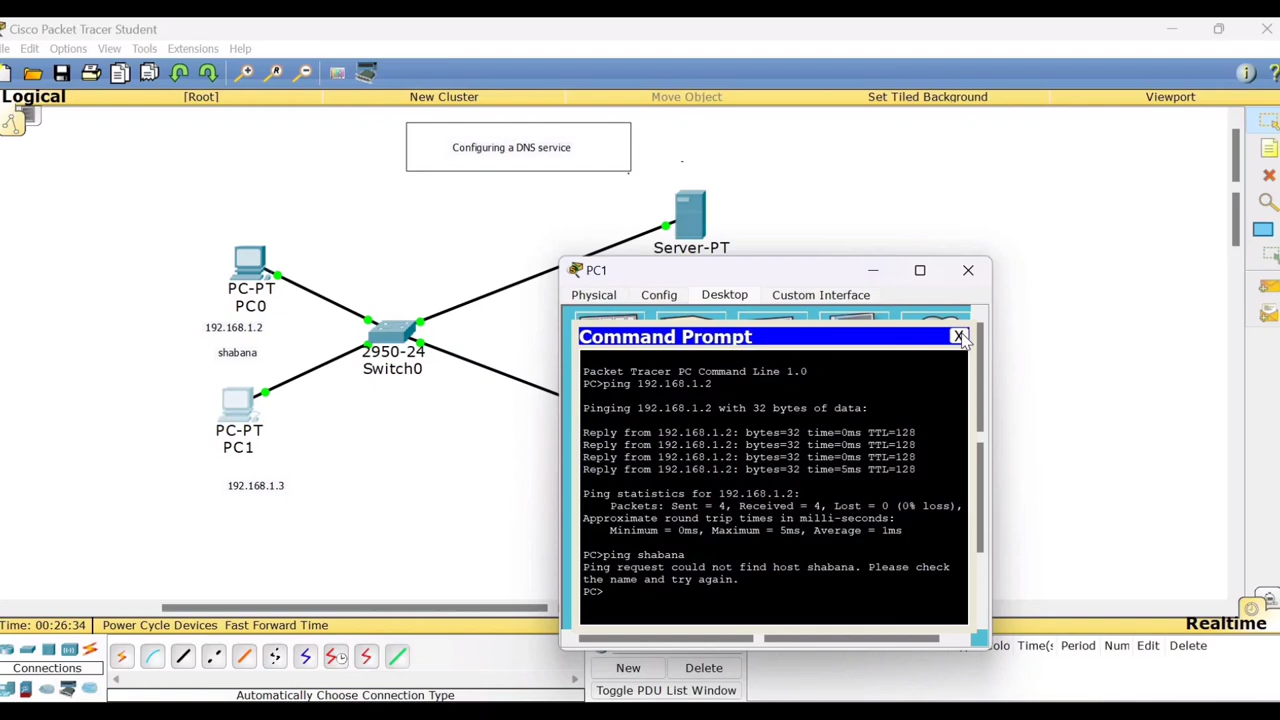 Cisco Packet Tracer Student
Edit Options View Tools Extensions Help
Logical [Root] New Cluster Move Object Set Tiled Background Viewport
Configuring a DNS service
Server-PT
PC-PT
PC0
192.168.1.2
shabana
2950-24
Switch0
PC-PT
PC1
192.168.1.3
PC1
Physical Config Desktop Custom Interface
Command Prompt X
Packet Tracer PC Command Line 1.0
PC>ping 192.168.1.2
Pinging 192.168.1.2 with 32 bytes of data:
Reply from 192.168.1.2: bytes=32 time=0ms TTL=128
Reply from 192.168.1.2: bytes=32 time=0ms TTL=128
Reply from 192.168.1.2: bytes=32 time=0ms TTL=128
Reply from 192.168.1.2: bytes=32 time=5ms TTL=128
Ping statistics for 192.168.1.2:
Packets: Sent = 4, Received = 4, Lost = 0 (0% loss),
Approximate round trip times in milli-seconds:
Minimum = 0ms, Maximum = 5ms, Average = 1ms
PC>ping shabana
Ping request could not find host shabana. Please check
the name and try again.
PC>
Time: 00:26:34 Power Cycle Devices Fast Forward Time Realtime
Connections
Automatically Choose Connection Type
New Delete
Toggle PDU List Window
Period Num Edit Delete